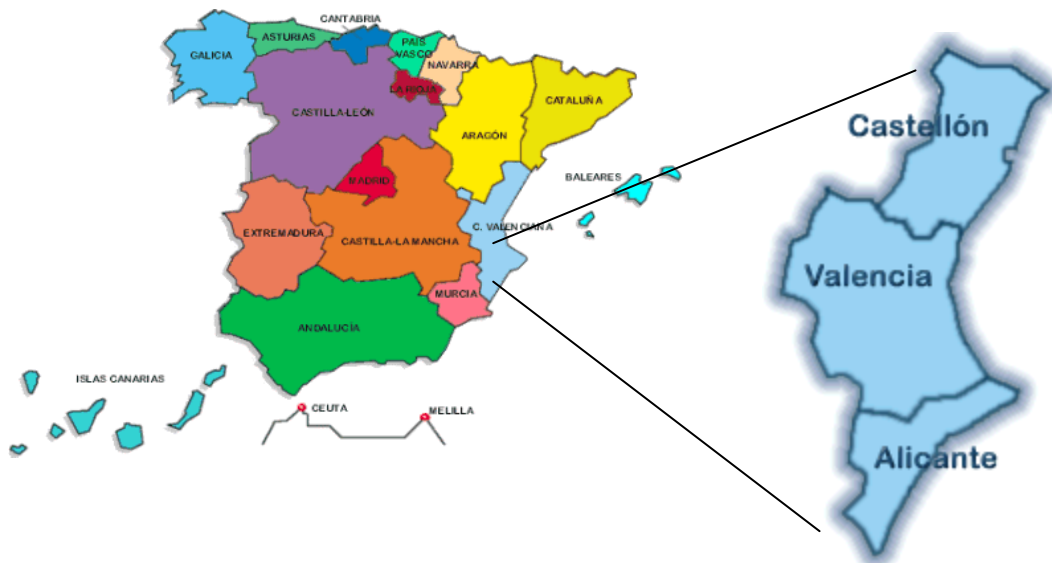 CANTABRIA
ASTURIAS
GALICIA
PAÍS
VASCO
NAVARRA
LA RIOJA
CATALUÑA
CASTILLA-LEÓN
ARAGÓN
MADRID
BALEARES
EXTREMADURA
CASTILLA-LA MANCHA
C. VALENCIANA
MURCIA
ANDALUCÍA
ISLAS CANARIAS
CEUTA
MELILLA
Castellón
Valencia
Alicante